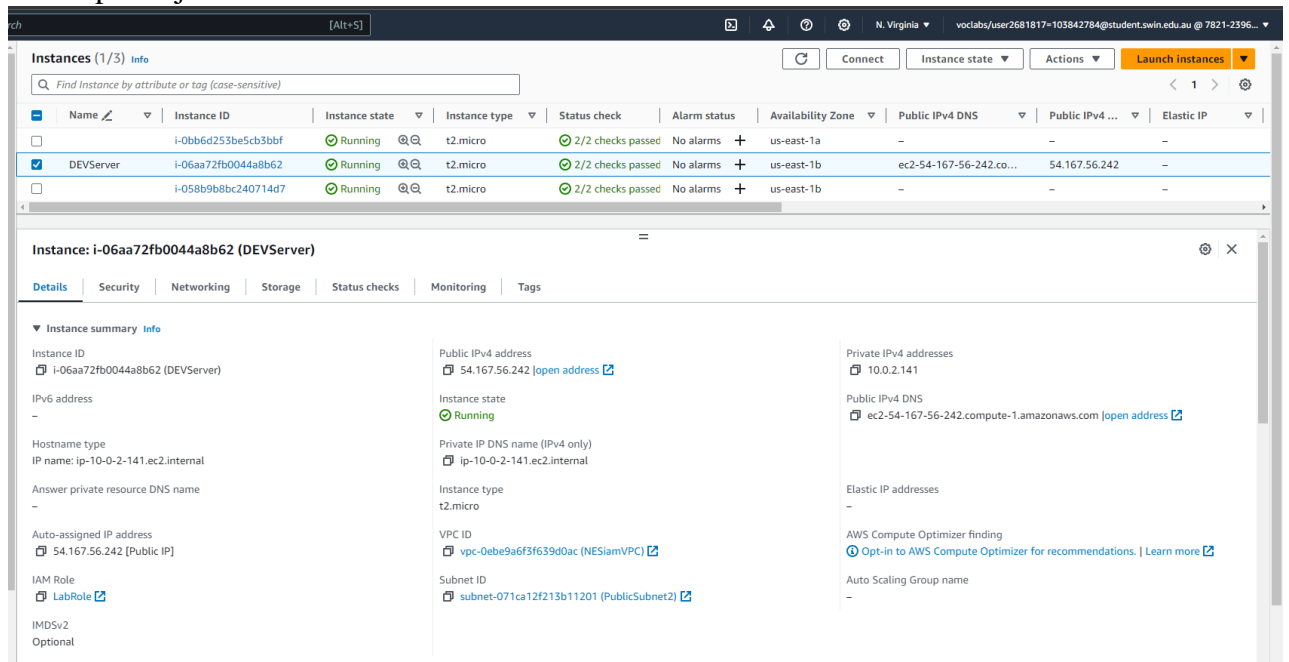 rch [Alt+S] N. Virginia ▼ voclabs/user2681817=103842784@student.swin.edu.au @ 7821-2396... ▼
Instances (1/3) Info Connect Instance state ▼ Actions ▼ Launch instances ▼
Find Instance by attribute or tag (case-sensitive) < 1 >
Name Instance ID Instance state Instance type Status check Alarm status Availability Zone Public IPv4 DNS Public IPv4 ... Elastic IP
i-0bb6d253be5cb3bbf Running t2.micro 2/2 checks passed No alarms + us-east-1a – – –
DEVServer i-06aa72fb0044a8b62 Running t2.micro 2/2 checks passed No alarms + us-east-1b ec2-54-167-56-242.co... 54.167.56.242 –
i-058b9b8bc240714d7 Running t2.micro 2/2 checks passed No alarms + us-east-1b – – –
Instance: i-06aa72fb0044a8b62 (DEVServer)
Details Security Networking Storage Status checks Monitoring Tags
▼ Instance summary Info
Instance ID Public IPv4 address Private IPv4 addresses
i-06aa72fb0044a8b62 (DEVServer) 54.167.56.242 |open address 10.0.2.141
IPv6 address Instance state Public IPv4 DNS
– Running ec2-54-167-56-242.compute-1.amazonaws.com |open address
Hostname type Private IP DNS name (IPv4 only)
IP name: ip-10-0-2-141.ec2.internal ip-10-0-2-141.ec2.internal
Answer private resource DNS name Instance type Elastic IP addresses
– t2.micro –
Auto-assigned IP address VPC ID AWS Compute Optimizer finding
54.167.56.242 [Public IP] vpc-0ebe9a6f3f639d0ac (NESiamVPC) Opt-in to AWS Compute Optimizer for recommendations. | Learn more
IAM Role Subnet ID Auto Scaling Group name
LabRole subnet-071ca12f213b11201 (PublicSubnet2) –
IMDSv2
Optional